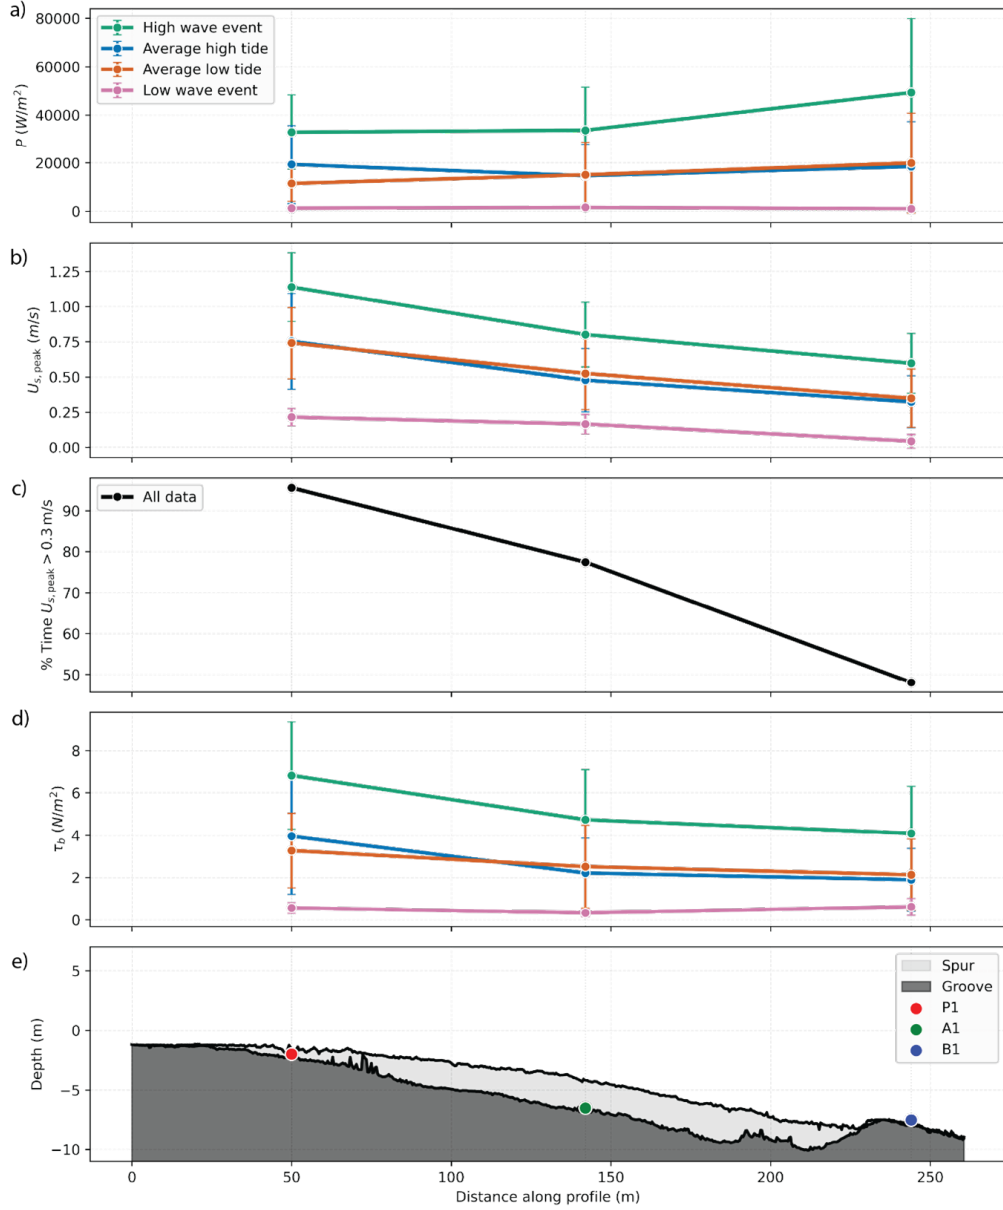 a)
80000
60000
40000
20000
0
P (W/m²)
High wave event
Average high tide
Average low tide
Low wave event
b)
1.25
1.00
0.75
0.50
0.25
0.00
U_{s, peak} (m/s)
c)
90
80
70
60
50
% Time U_{s, peak} > 0.3 m/s
All data
d)
8
6
4
2
0
τ_b (N/m²)
e)
5
0
−5
−10
Depth (m)
Spur
Groove
P1
A1
B1
0 50 100 150 200 250
Distance along profile (m)